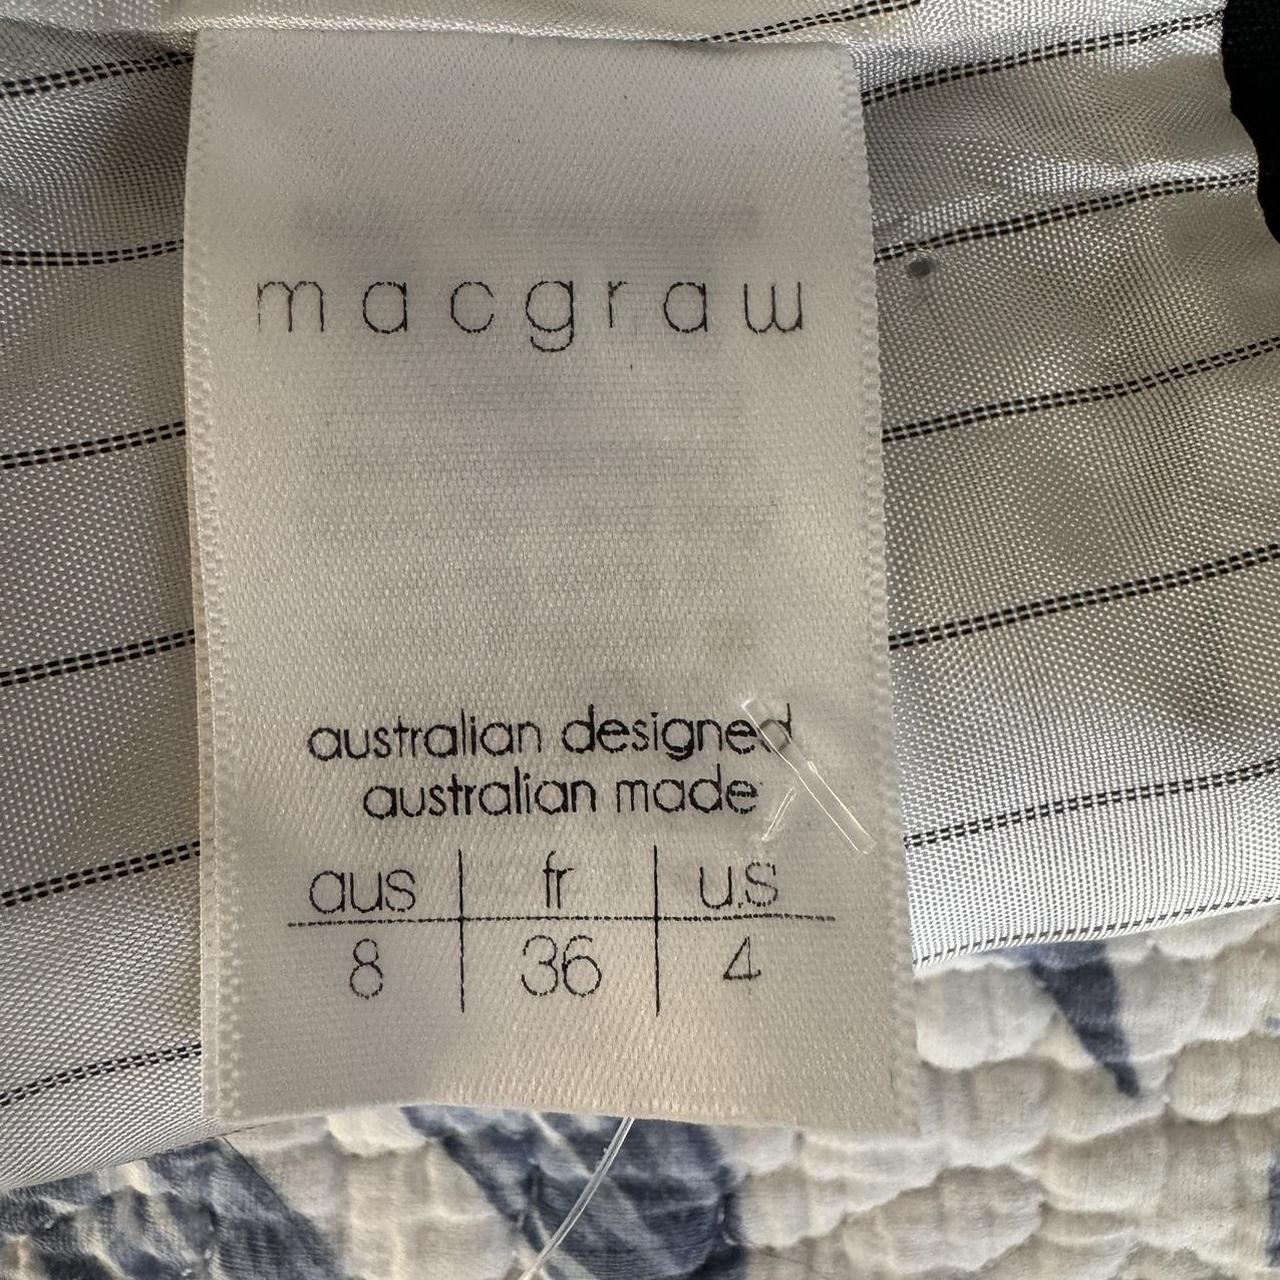 macgraw
australian designed
australian made
aus fr u.s
8 36 4